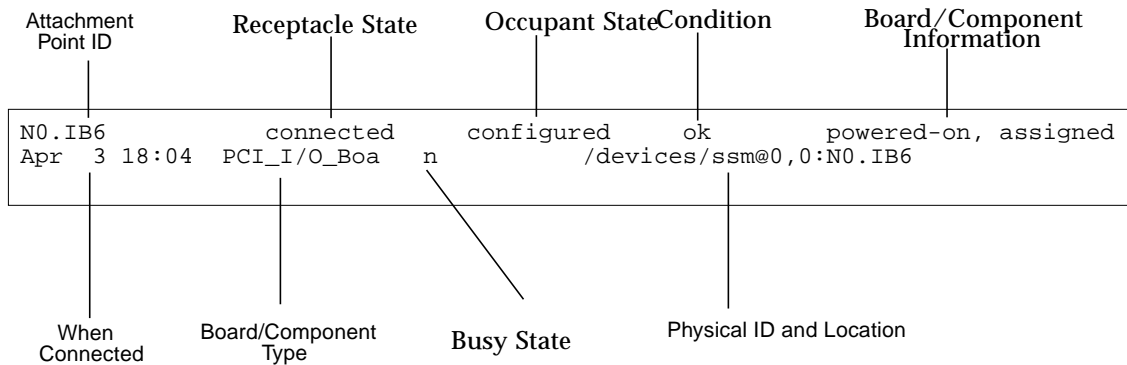 Attachment
Point ID
Receptacle State
Occupant State
Condition
Board/Component
Information
N0.IB6 connected configured ok powered-on, assigned
Apr 3 18:04 PCI_I/O_Boa n /devices/ssm@0,0:N0.IB6
When
Connected
Board/Component
Type
Busy State
Physical ID and Location